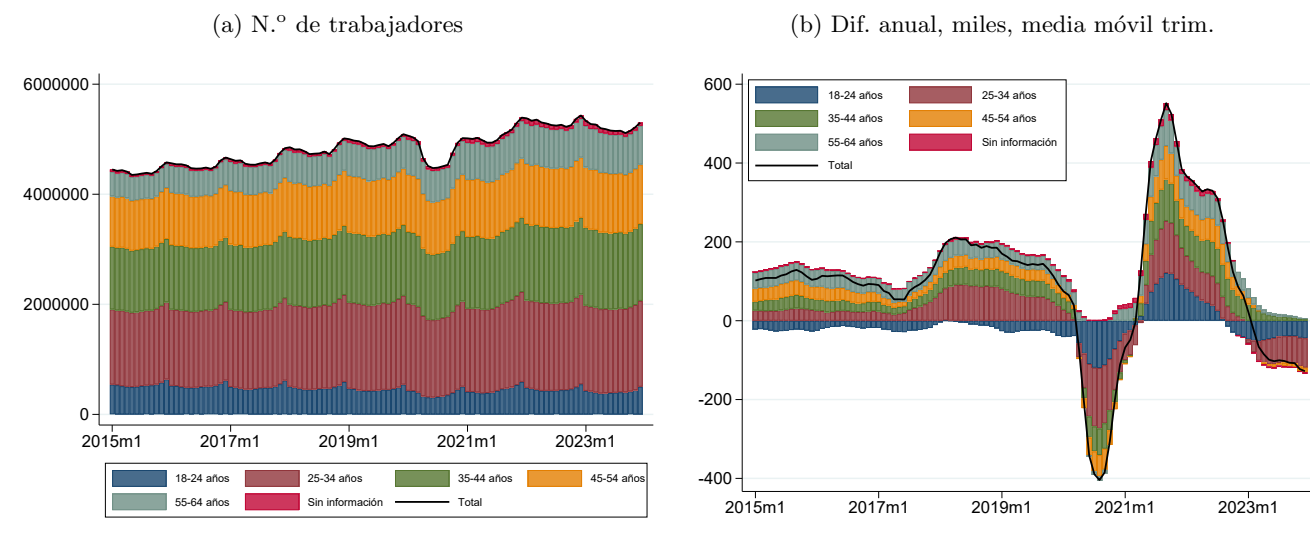 (a) N.º de trabajadores
6000000
4000000
2000000
0
2015m1 2017m1 2019m1 2021m1 2023m1
18-24 años 25-34 años 35-44 años 45-54 años
55-64 años Sin información Total
(b) Dif. anual, miles, media móvil trim.
600
400
200
0
-200
-400
18-24 años 25-34 años
35-44 años 45-54 años
55-64 años Sin información
Total
2015m1 2017m1 2019m1 2021m1 2023m1